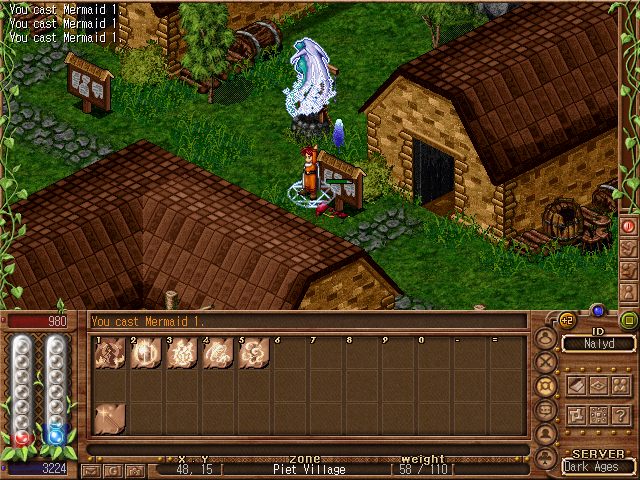 You cast Mermaid 1.
You cast Mermaid 1.
You cast Mermaid 1.
980
You cast Mermaid 1.
+2
ID
Nalyd
1 2 3 4 5 6 7 8 9 0 - =
?
3224
X, Y
ZONE
weight
48, 15
Piet Village
58 / 110
SERVER
Dark Ages
G